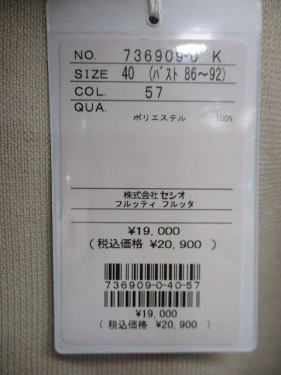 NO. 736909-0 K
SIZE 40 (ﾊﾞｽﾄ 86～92)
COL. 57
QUA.
ポリエステル 100%
株式会社 セシオ
フルッティ フルッタ
¥19,000
(税込価格 ¥20,900)
736909-0-40-57
¥19,000
(税込価格 ¥20,900)